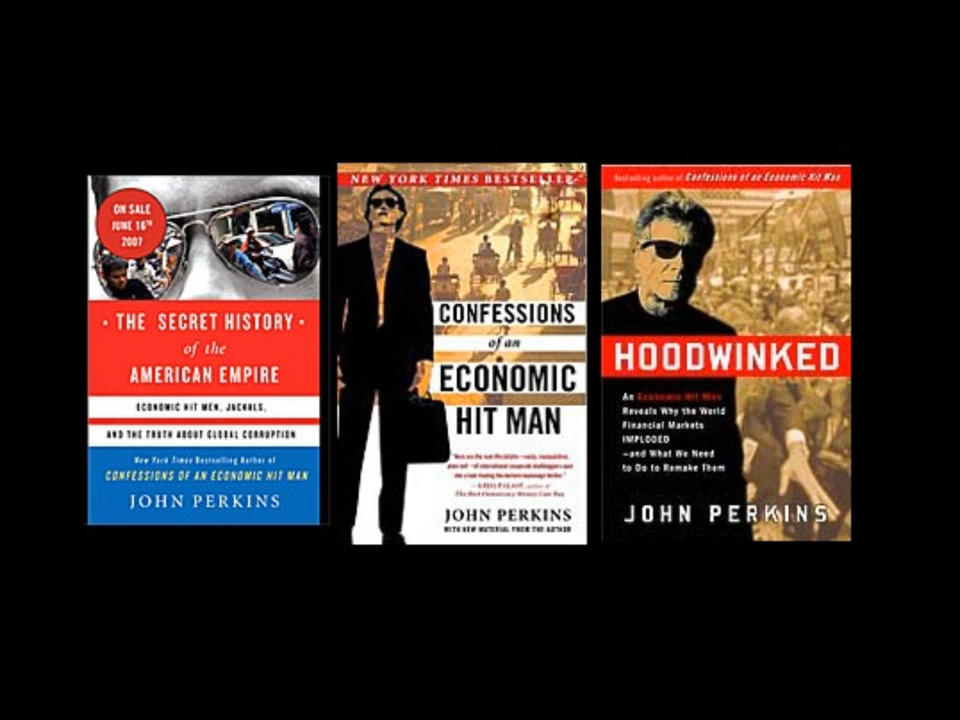 ON SALE
JUNE 16TH
2007
• THE SECRET HISTORY •
of the
AMERICAN EMPIRE
ECONOMIC HIT MEN, JACKALS,
AND THE TRUTH ABOUT GLOBAL CORRUPTION
New York Times Bestselling Author of
CONFESSIONS OF AN ECONOMIC HIT MAN
JOHN PERKINS
NEW YORK TIMES BESTSELLER
CONFESSIONS
of an
ECONOMIC
HIT MAN
JOHN PERKINS
WITH NEW MATERIAL FROM THE AUTHOR
Bestselling author of Confessions of an Economic Hit Man
HOODWINKED
An Economic Hit Man
Reveals Why the World
Financial Markets
IMPLODED
—and What We Need
to Do to Remake Them
JOHN PERKINS